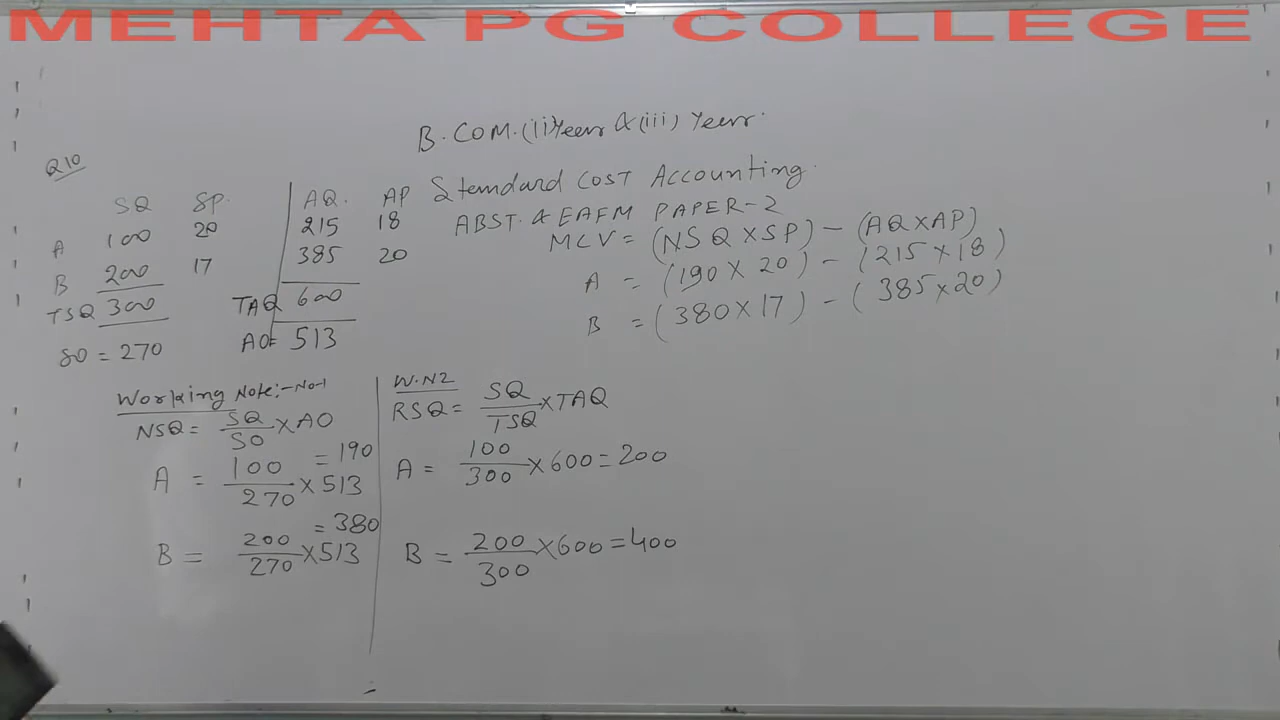 MEHTA PG COLLEGE
B.COM.(ii)Year &(iii) Year.
Q10
Standard COST Accounting.
ABST. & EAFM PAPER-2
SQ SP. AQ. AP
A 100 20 215 18
B 200 17 385 20
TSQ 300 TAQ 600
SO = 270 AO= 513
MCV = (NSQ×SP) - (AQ×AP)
A = (190 × 20) - (215 × 18)
B = (380×17) - (385×20)
Working Note:-No-1
NSQ = SQ/SO ×AO
A = 100/270 ×513 = 190
B = 200/270 ×513 = 380
W.N2
RSQ = SQ/TSQ ×TAQ
A = 100/300 ×600 = 200
B = 200/300 ×600 = 400